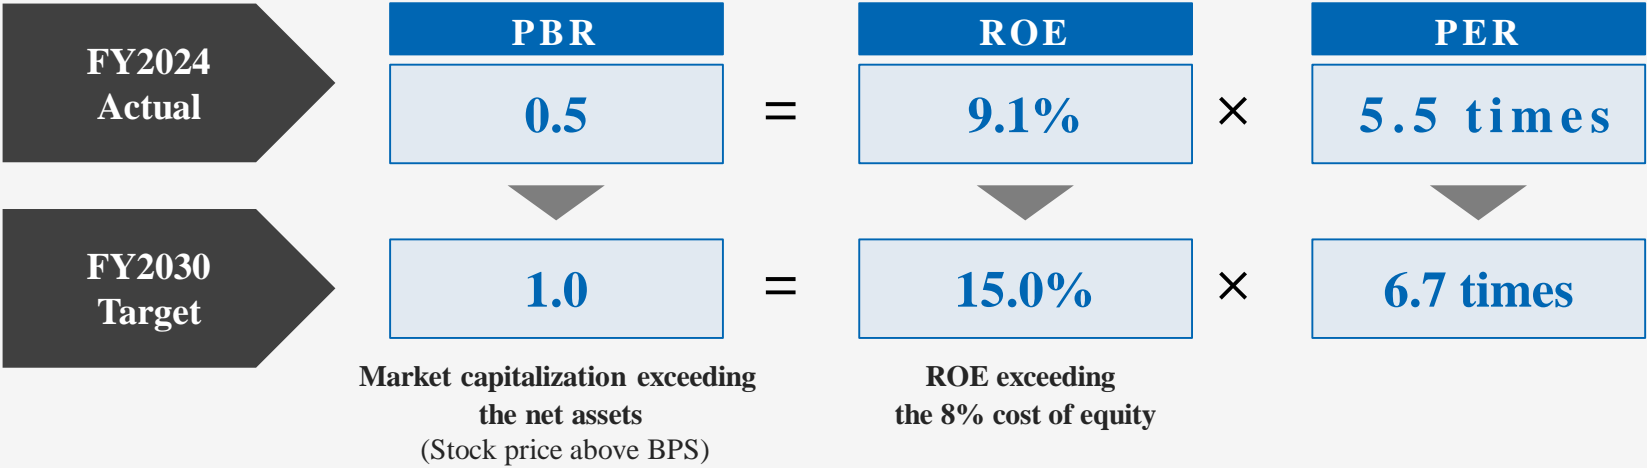 PBR
ROE
PER
FY2024
Actual
0.5
=
9.1%
×
5.5 times
FY2030
Target
1.0
=
15.0%
×
6.7 times
Market capitalization exceeding
the net assets
(Stock price above BPS)
ROE exceeding
the 8% cost of equity